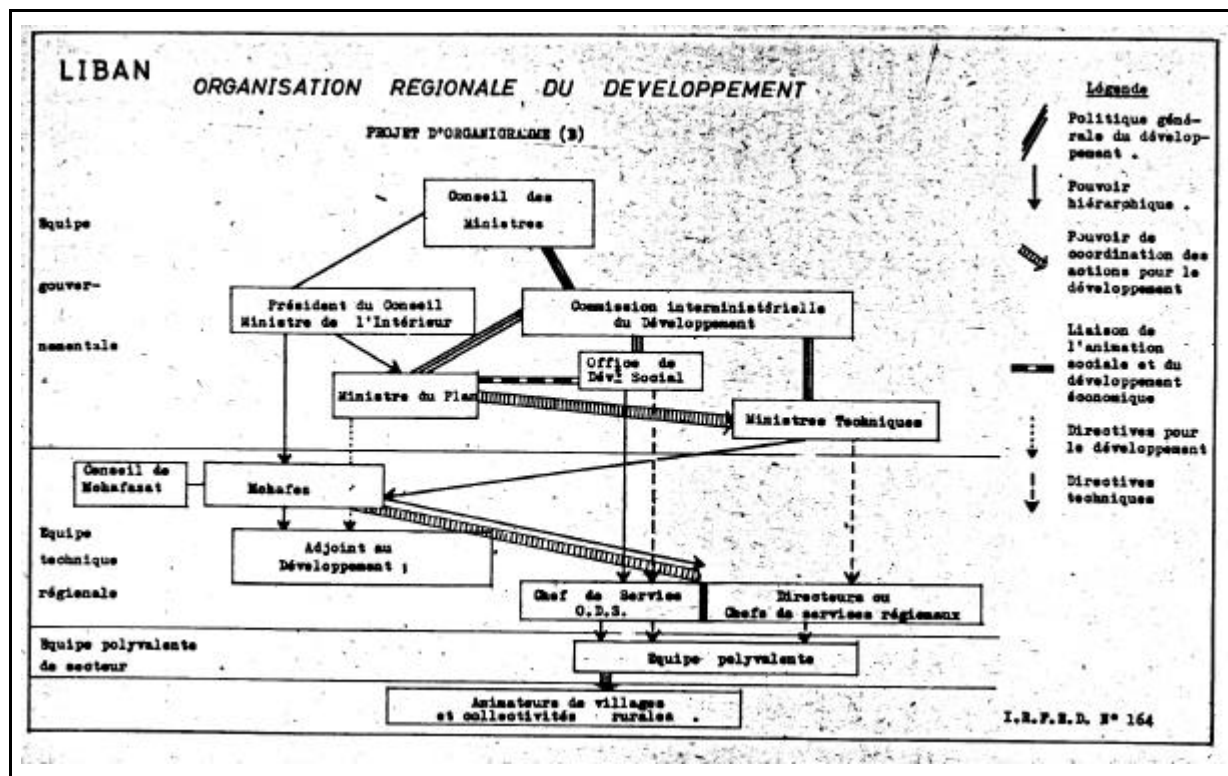 LIBAN
ORGANISATION REGIONALE DU DEVELOPPEMENT
PROJET D'ORGANIGRAMME (B)
Equipe
gouver-
nementale
Conseil des
Ministres
Président du Conseil
Ministre de l'Intérieur
Commission interministérielle
du Développement
Office de
Dévt Social
Ministre du Plan
Ministres Techniques
Conseil de
Mohafazat
Mohafez
Equipe
technique
régionale
Adjoint au
Développement
Chef de Service
O.D.S.
Directeurs ou
Chefs de services régionaux
Equipe polyvalente
de secteur
Equipe polyvalente
Animateurs de villages
et collectivités rurales .
Légende
Politique géné-
rale du dévelop-
pement .
Pouvoir
hiérarphique .
Pouvoir de
coordination des
actions pour le
développement
Liaison de
l'animation
sociale et du
développement
économique
Directives pour
le développement
Directives
techniques
I.R.F.E.D. N° 164